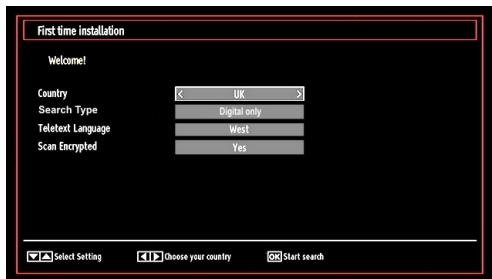 First time installation
Welcome!
Country < UK >
Search Type Digital only
Teletext Language West
Scan Encrypted Yes
Select Setting Choose your country OK Start search